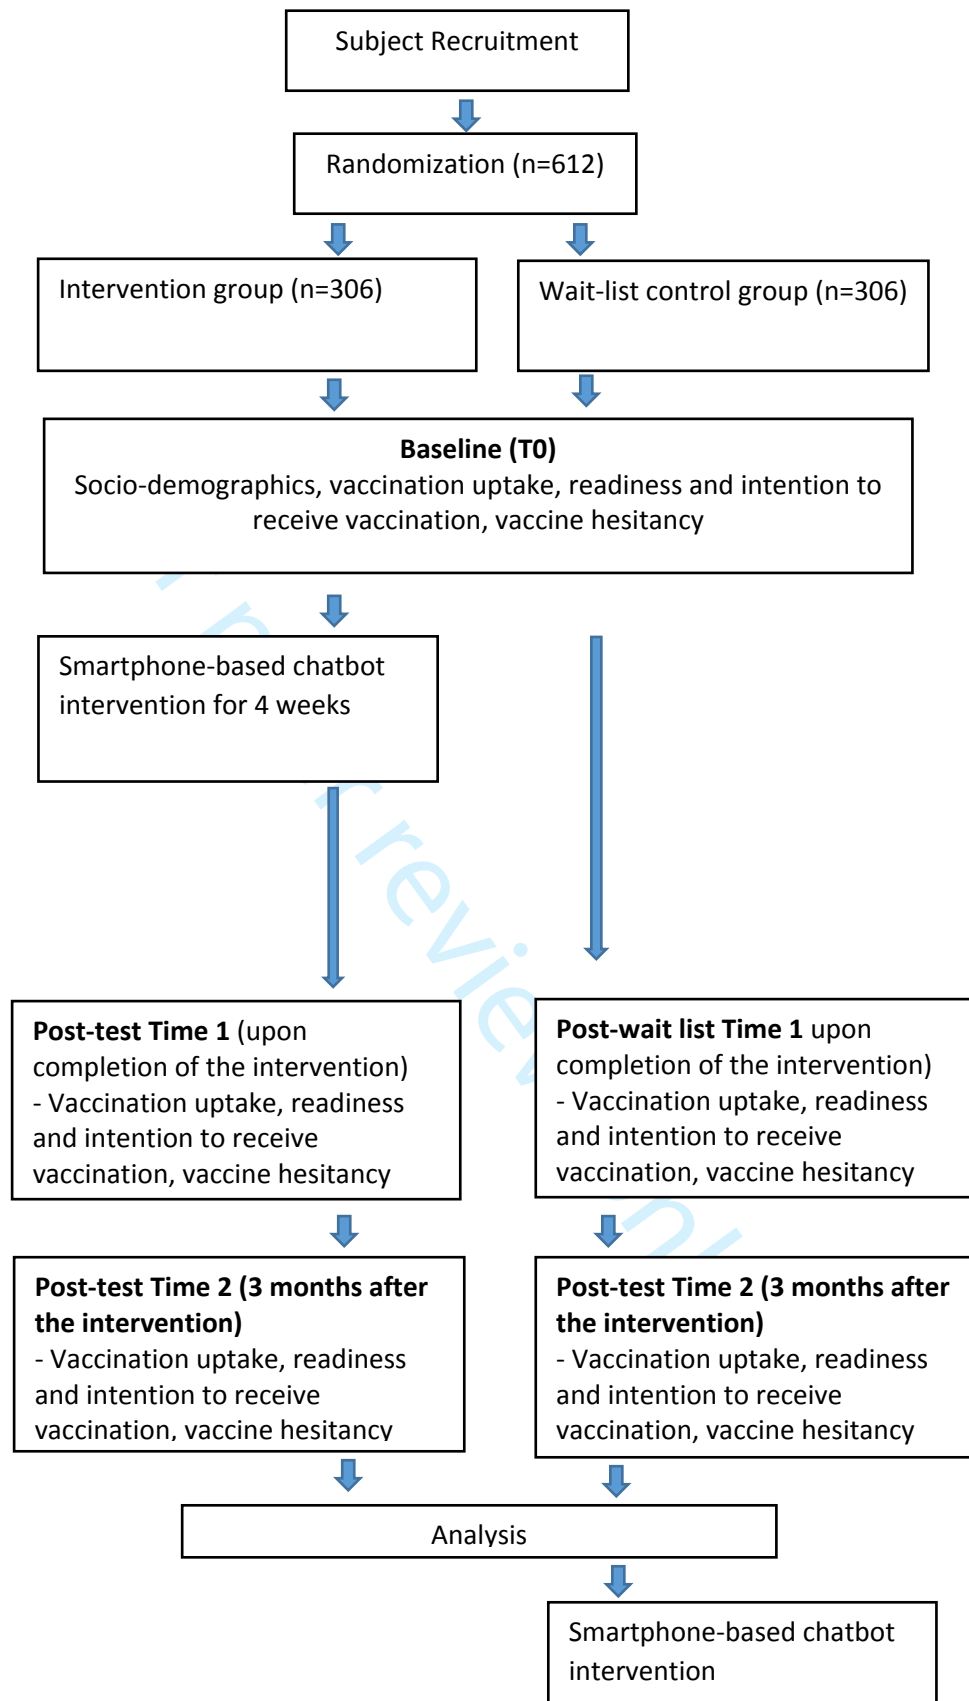 Subject Recruitment
Randomization (n=612)
Intervention group (n=306)
Wait-list control group (n=306)
Baseline (T0)
Socio-demographics, vaccination uptake, readiness and intention to
receive vaccination, vaccine hesitancy
Smartphone-based chatbot
intervention for 4 weeks
Post-test Time 1 (upon
completion of the intervention)
- Vaccination uptake, readiness
and intention to receive
vaccination, vaccine hesitancy
Post-wait list Time 1 upon
completion of the intervention)
- Vaccination uptake, readiness
and intention to receive
vaccination, vaccine hesitancy
Post-test Time 2 (3 months after
the intervention)
- Vaccination uptake, readiness
and intention to receive
vaccination, vaccine hesitancy
Post-test Time 2 (3 months after
the intervention)
- Vaccination uptake, readiness
and intention to receive
vaccination, vaccine hesitancy
Analysis
Smartphone-based chatbot
intervention
review